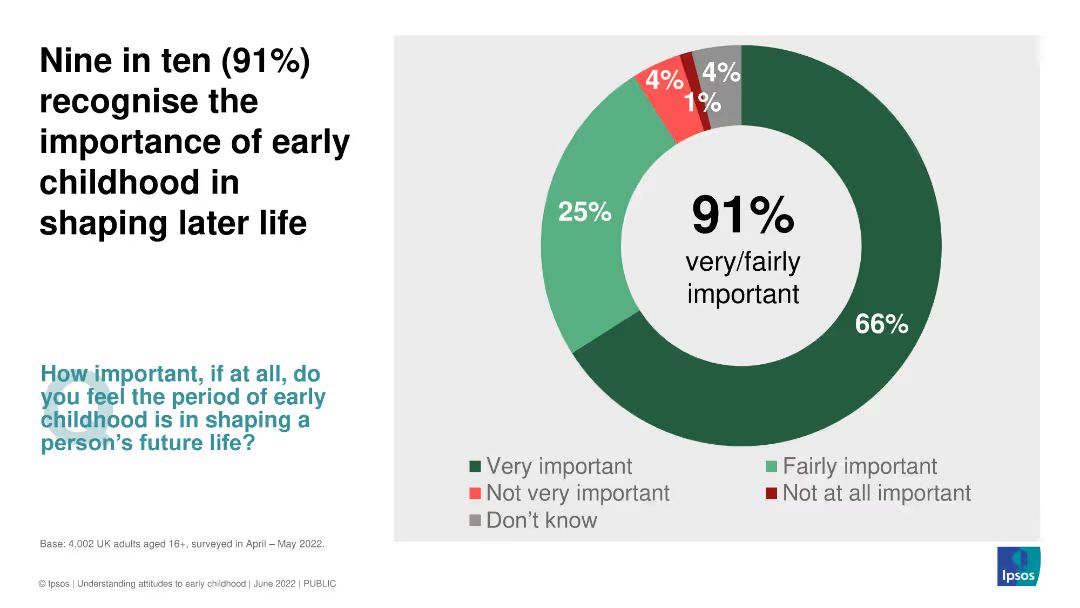 Nine in ten (91%)
recognise the
importance of early
childhood in
shaping later life
Q
How important, if at all, do
you feel the period of early
childhood is in shaping a
person’s future life?
4%
4%
1%
25%
66%
91%
very/fairly
important
Very important
Fairly important
Not very important
Not at all important
Don’t know
Base: 4,002 UK adults aged 16+, surveyed in April – May 2022.
© Ipsos | Understanding attitudes to early childhood | June 2022 | PUBLIC
Ipsos